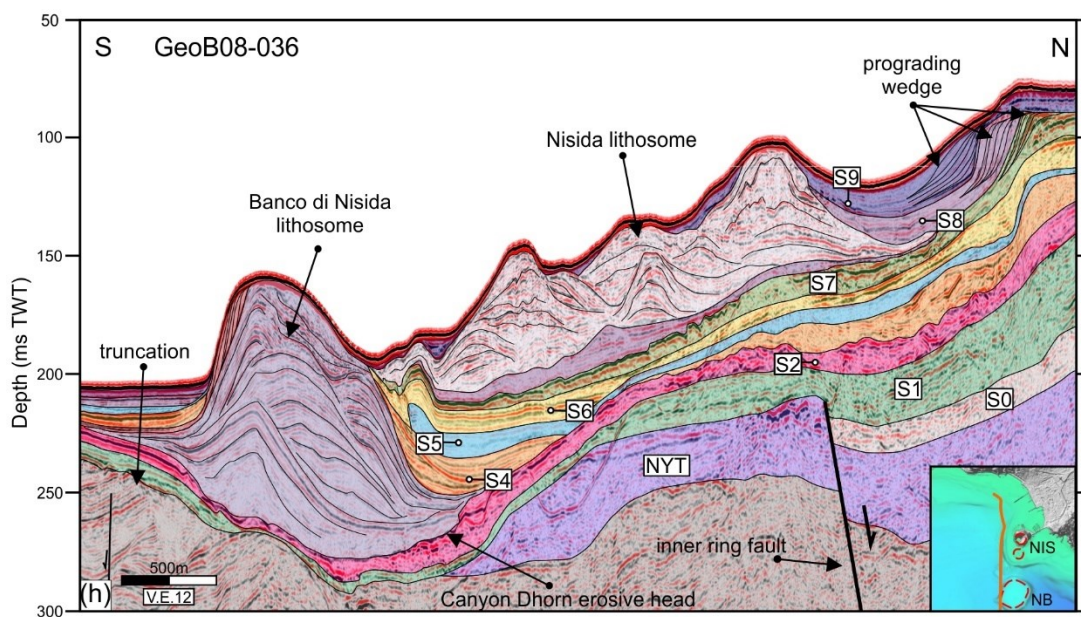 50
100
150
200
250
300
Depth (ms TWT)
S
GeoB08-036
N
prograding
wedge
Nisida lithosome
Banco di Nisida
lithosome
truncation
S9
S8
S7
S6
S5
S4
S2
S1
S0
NYT
inner ring fault
Canyon Dhorn erosive head
500m
(h)
V.E.12
NIS
NB